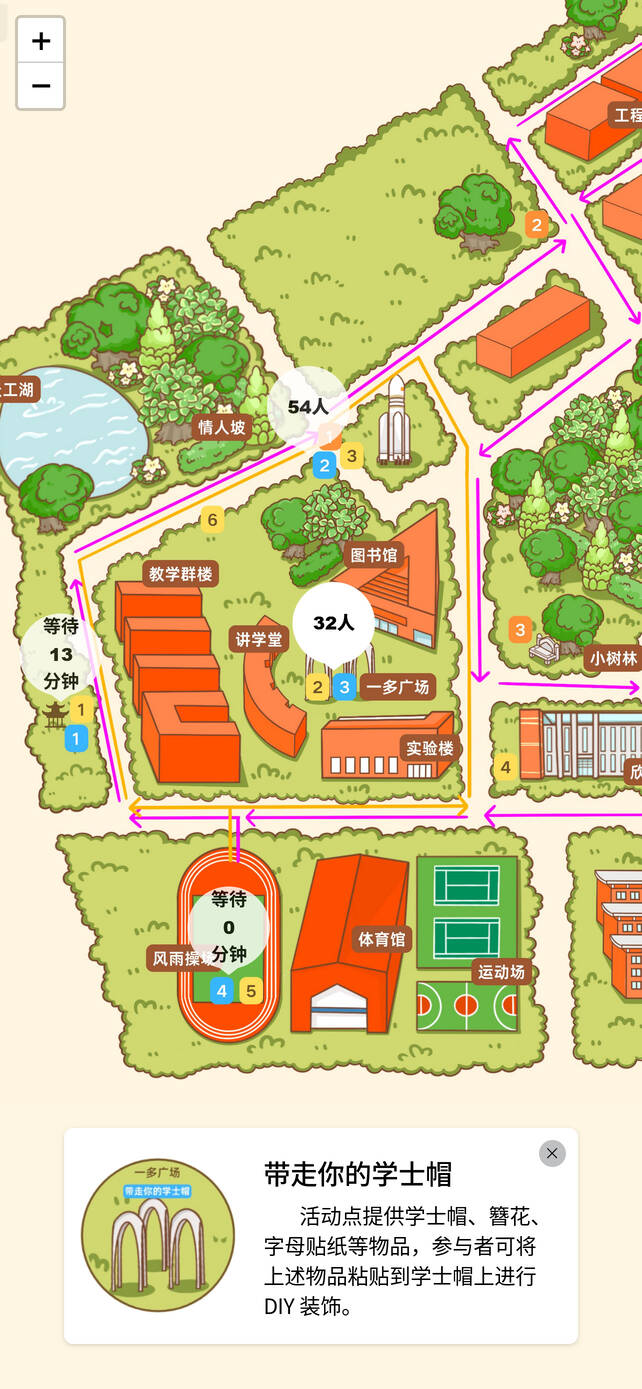 +
−
工程
2
工湖
54人
情人坡
1
2
3
6
图书馆
教学群楼
等待
13
分钟
32人
讲学堂
3
小树林
2
3
一多广场
1
1
实验楼
4
欣
等待
0
分钟
体育馆
风雨操场
运动场
4
5
一多广场
带走你的学士帽
带走你的学士帽
活动点提供学士帽、簪花、
字母贴纸等物品，参与者可将
上述物品粘贴到学士帽上进行
DIY 装饰。